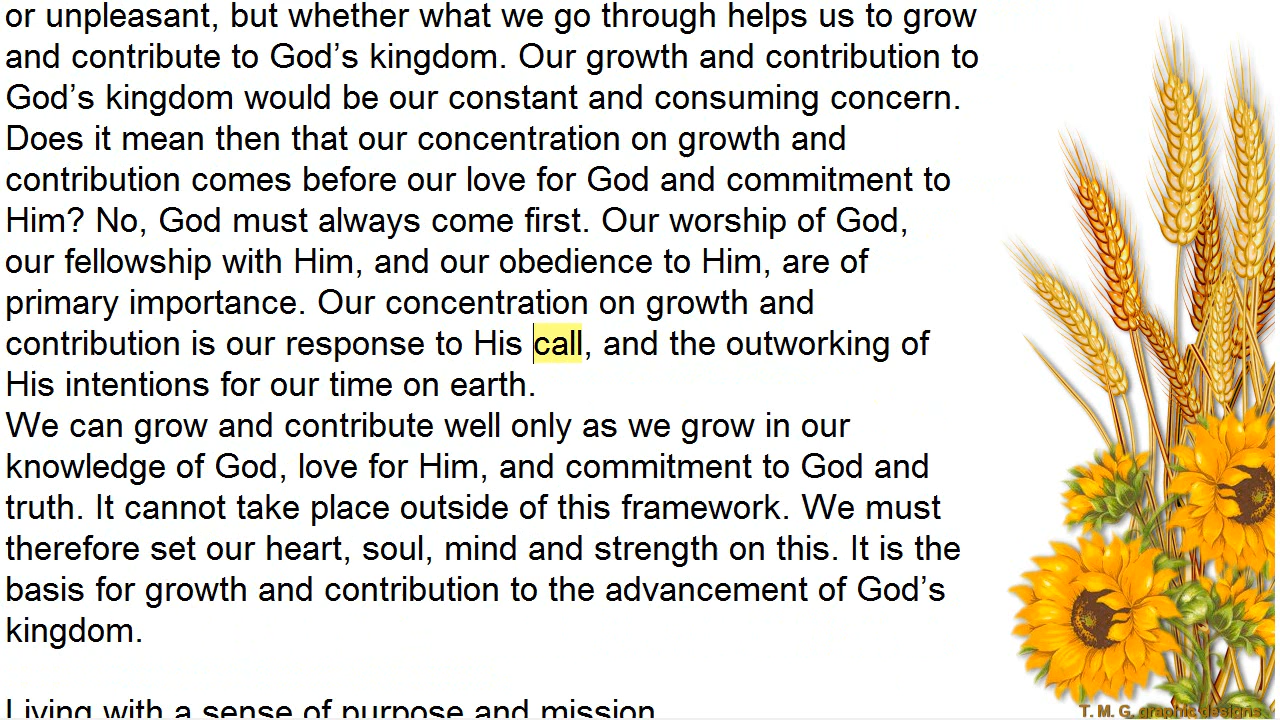 or unpleasant, but whether what we go through helps us to grow
and contribute to God’s kingdom. Our growth and contribution to
God’s kingdom would be our constant and consuming concern.
Does it mean then that our concentration on growth and
contribution comes before our love for God and commitment to
Him? No, God must always come first. Our worship of God,
our fellowship with Him, and our obedience to Him, are of
primary importance. Our concentration on growth and
contribution is our response to His call, and the outworking of
His intentions for our time on earth.
We can grow and contribute well only as we grow in our
knowledge of God, love for Him, and commitment to God and
truth. It cannot take place outside of this framework. We must
therefore set our heart, soul, mind and strength on this. It is the
basis for growth and contribution to the advancement of God’s
kingdom.
Living with a sense of purpose and mission
T. M. G. graphic designs